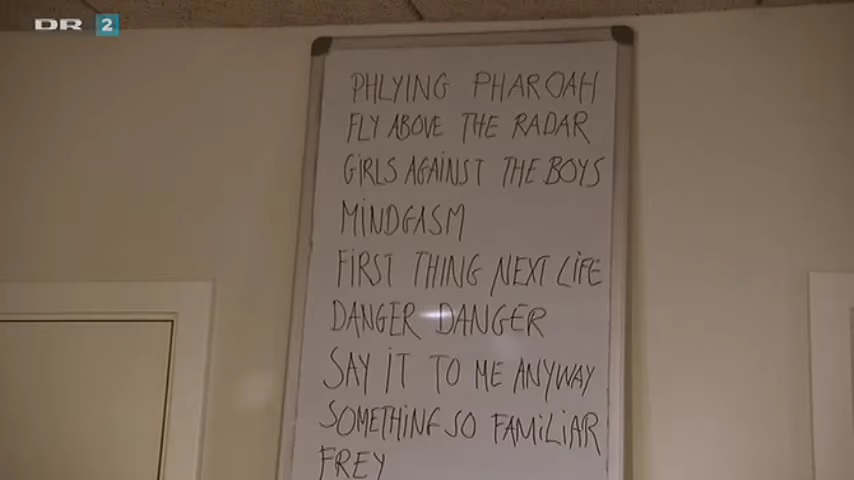 DR 2
PHLYING PHAROAH
FLY ABOVE THE RADAR
GIRLS AGAINST THE BOYS
MINDGASM
FIRST THING NEXT LIFE
DANGER DANGER
SAY IT TO ME ANYWAY
SOMETHING SO FAMILIAR
FREY